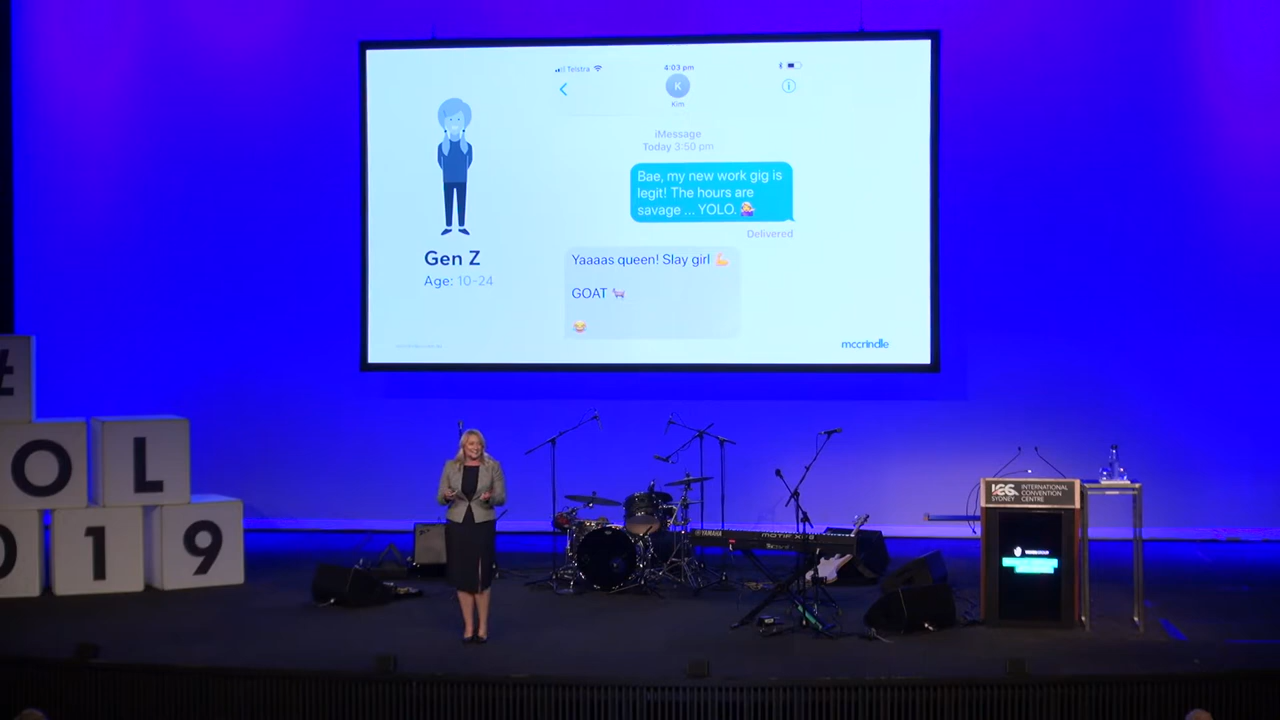 Telstra
4:03 pm
K
Kim
iMessage
Today 3:50 pm
Bae, my new work gig is
legit! The hours are
savage ... YOLO.
Delivered
Yaaaas queen! Slay girl
GOAT
Gen Z
Age: 10-24
mccrindle
#
OL
019
YAMAHA
MOTIF
ICC
SYDNEY
INTERNATIONAL
CONVENTION
CENTRE